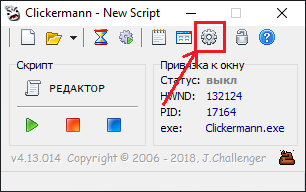 Clickermann - New Script
Скрипт
РЕДАКТОР
Привязка к окну
Статус: выкл
HWND: 132124
PID: 17164
exe: Clickermann.exe
v4.13.014 Copyright © 2006 - 2018, J.Challenger